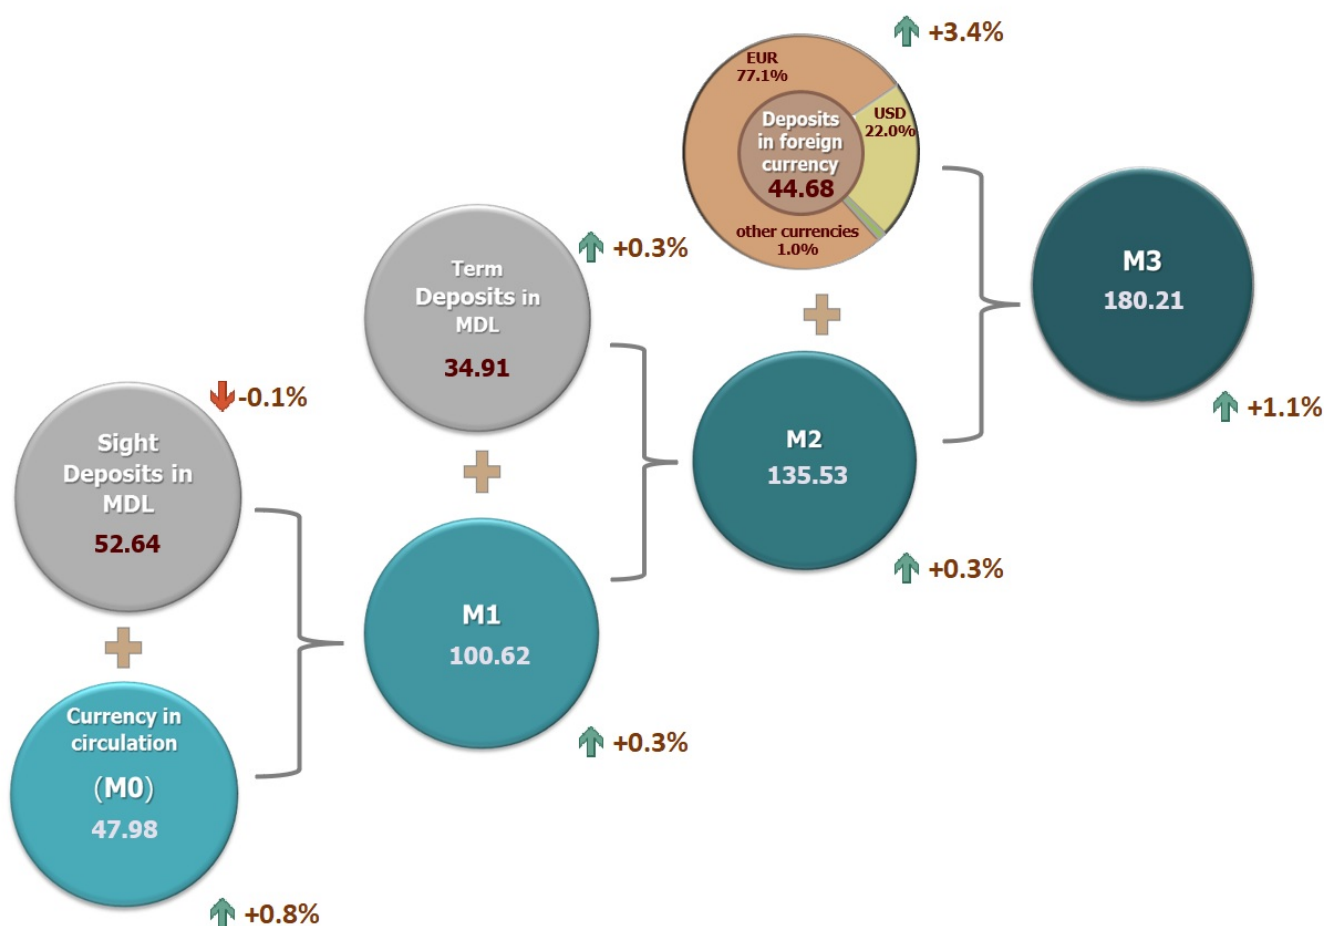 Sight
Deposits in
MDL
52.64
-0.1%
Currency in
circulation
(M0)
47.98
+0.8%
Term
Deposits in
MDL
34.91
+0.3%
M1
100.62
+0.3%
EUR
77.1%
USD
22.0%
Deposits
in foreign
currency
44.68
other currencies
1.0%
+3.4%
M2
135.53
+0.3%
M3
180.21
+1.1%